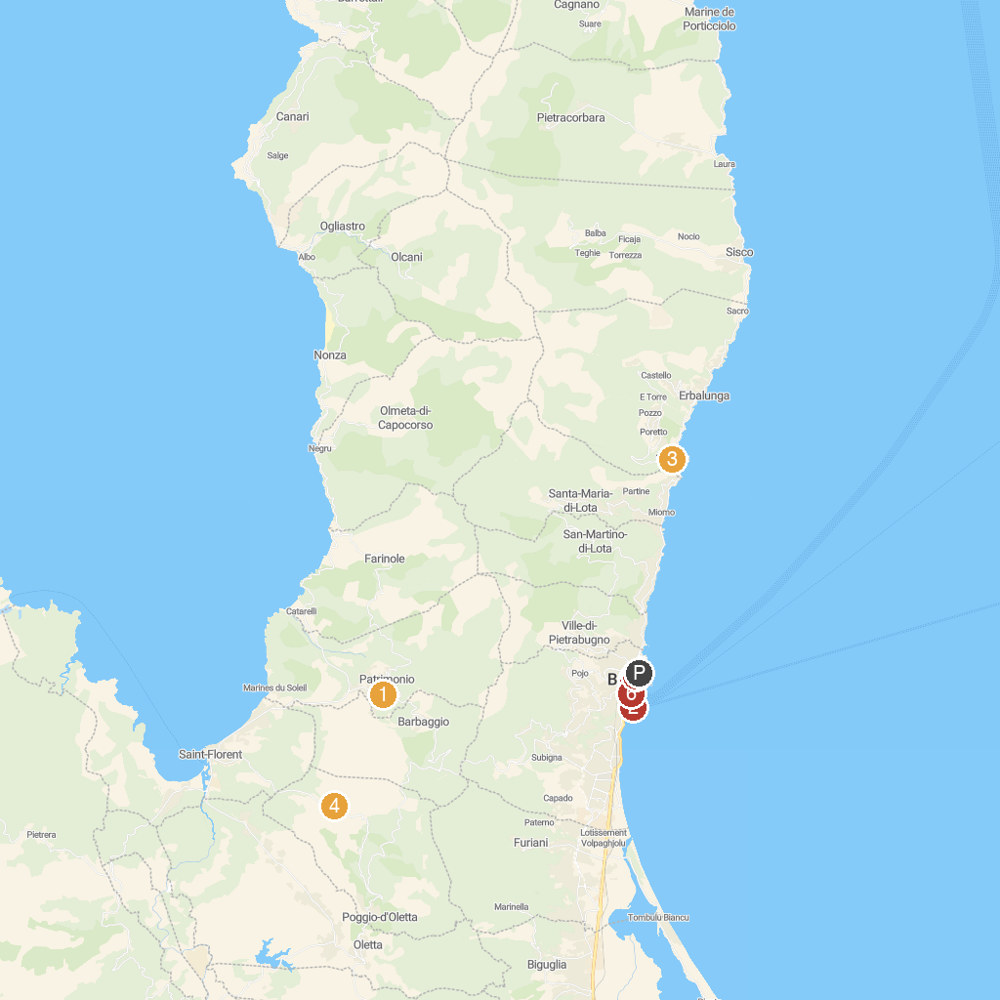 Barrettali
Cagnano
Suare
Marine de
Porticciolo
Canari
Pietracorbara
Salge
Laura
Ogliastro
Balba
Ficaja
Nocio
Teghie
Torrezza
Sisco
Albo
Olcani
Sacro
Nonza
Castello
E Torre
Erbalunga
Pozzo
Olmeta-di-
Capocorso
Poretto
Negru
3
Santa-Maria-
di-Lota
Partine
Miomo
San-Martino-
di-Lota
Farinole
Catarelli
Ville-di-
Pietrabugno
Patrimonio
Pojo
B
P
Marines du Soleil
1
6
2
Barbaggio
Saint-Florent
Subigna
4
Capado
Paterno
Pietrera
Furiani
Lotissement
Volpaghjolu
Marinella
Poggio-d'Oletta
Tombulu Biancu
Oletta
Biguglia